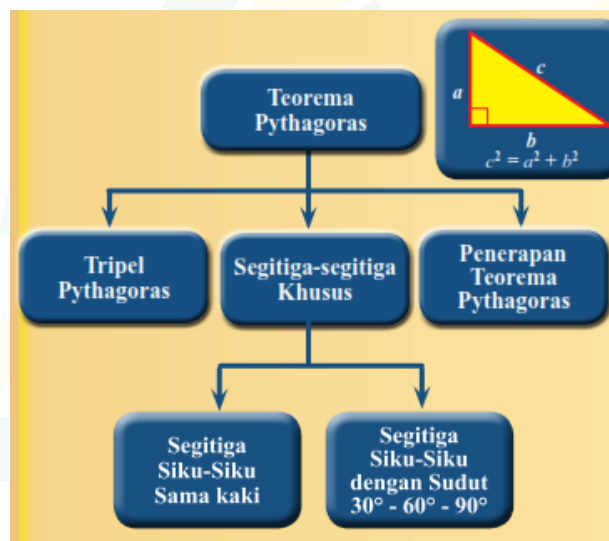 Teorema
Pythagoras
a
c
b
c² = a² + b²
Tripel
Pythagoras
Segitiga-segitiga
Khusus
Penerapan
Teorema
Pythagoras
Segitiga
Siku-Siku
Sama kaki
Segitiga
Siku-Siku
dengan Sudut
30° - 60° - 90°